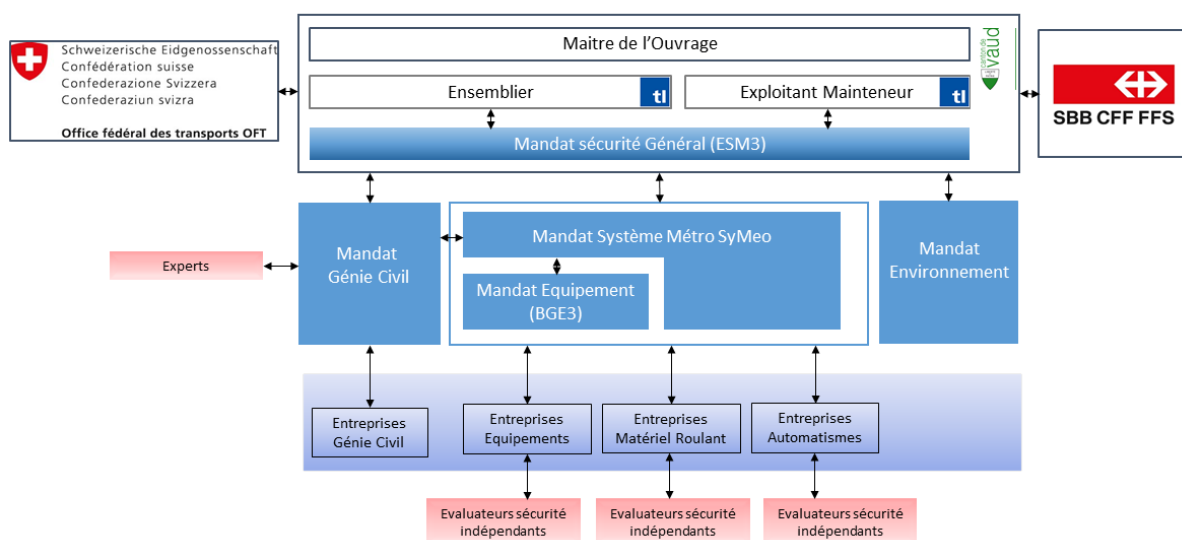 Schweizerische Eidgenossenschaft
Confédération suisse
Confederazione Svizzera
Confederaziun svizra
Office fédéral des transports OFT
Maitre de l'Ouvrage
canton de
vaud
Ensemblier
tl
Exploitant Mainteneur
tl
Mandat sécurité Général (ESM3)
SBB CFF FFS
Mandat
Génie Civil
Mandat Système Métro SyMeo
Mandat Equipement
(BGE3)
Mandat
Environnement
Experts
Entreprises
Génie Civil
Entreprises
Equipements
Entreprises
Matériel Roulant
Entreprises
Automatismes
Evaluateurs sécurité
indépendants
Evaluateurs sécurité
indépendants
Evaluateurs sécurité
indépendants